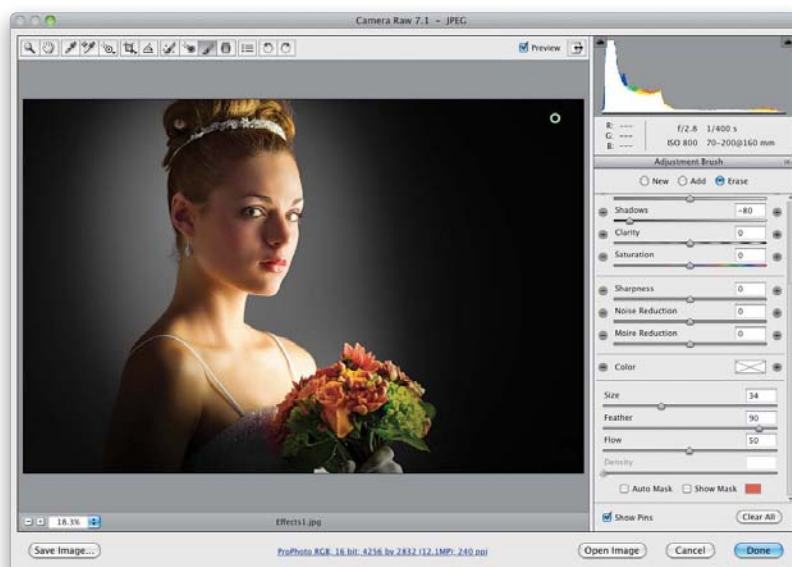 Camera Raw 7.1 – JPEG
Preview
R: ---
G: ---
B: ---
f/2.8 1/400 s
ISO 800 70-200@160 mm
Adjustment Brush
New Add Erase
Shadows -80
Clarity 0
Saturation 0
Sharpness 0
Noise Reduction 0
Moire Reduction 0
Color
Size 34
Feather 90
Flow 50
Density
Auto Mask Show Mask
Show Pins Clear All
18.3% Effects1.jpg
Save Image... ProPhoto RGB; 16 bit; 4256 by 2832 (12.1MP); 240 ppi Open Image Cancel Done